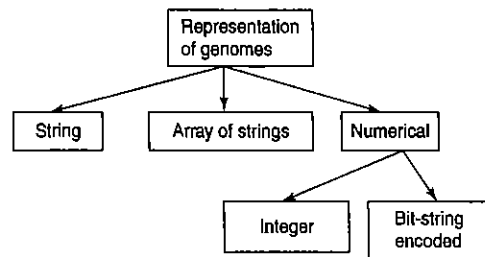 Representation
of genomes
String
Array of strings
Numerical
Integer
Bit-string
encoded